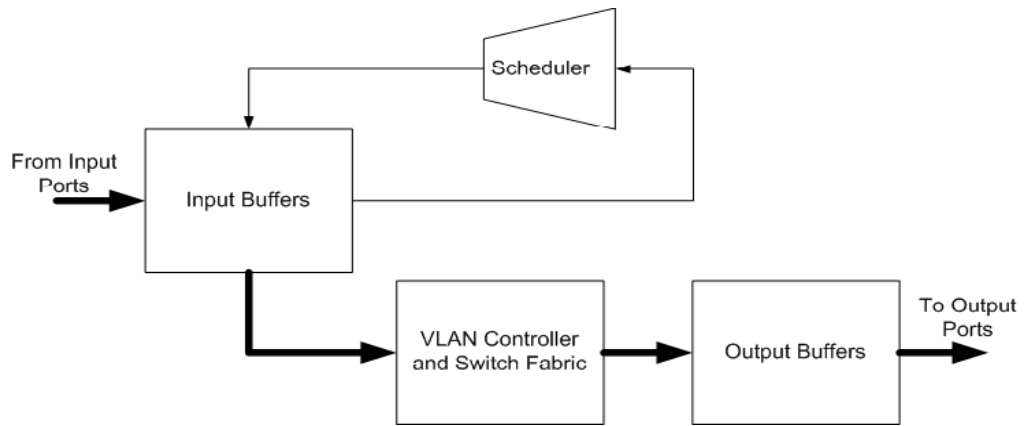 Scheduler
From Input
Ports
Input Buffers
VLAN Controller
and Switch Fabric
Output Buffers
To Output
Ports